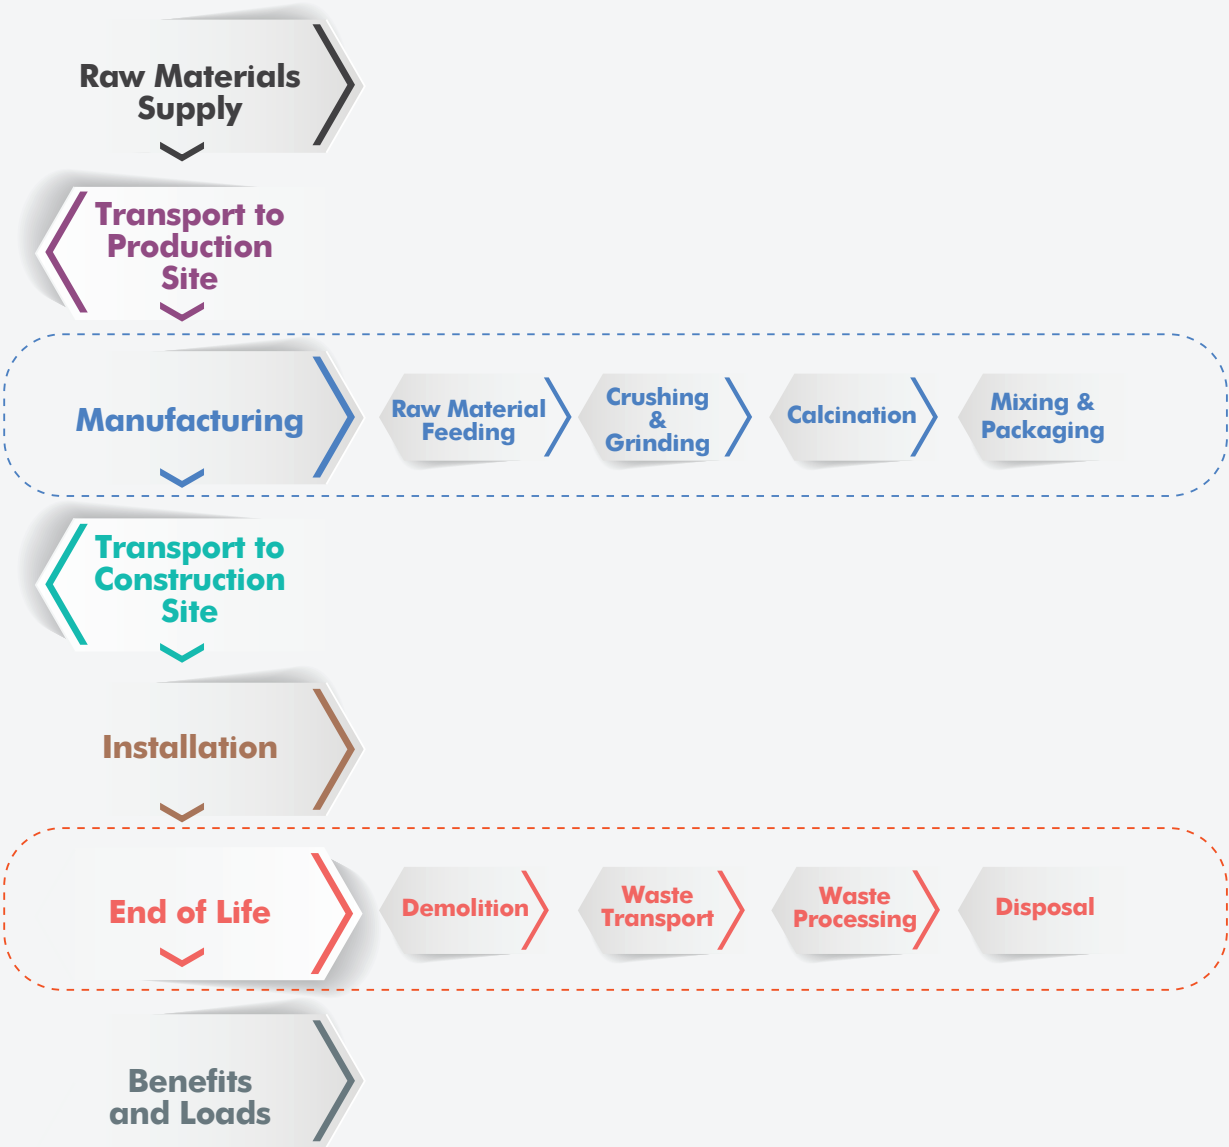 Raw Materials
Supply
Transport to
Production
Site
Manufacturing
Raw Material
Feeding
Crushing
&
Grinding
Calcination
Mixing &
Packaging
Transport to
Construction
Site
Installation
End of Life
Demolition
Waste
Transport
Waste
Processing
Disposal
Benefits
and Loads